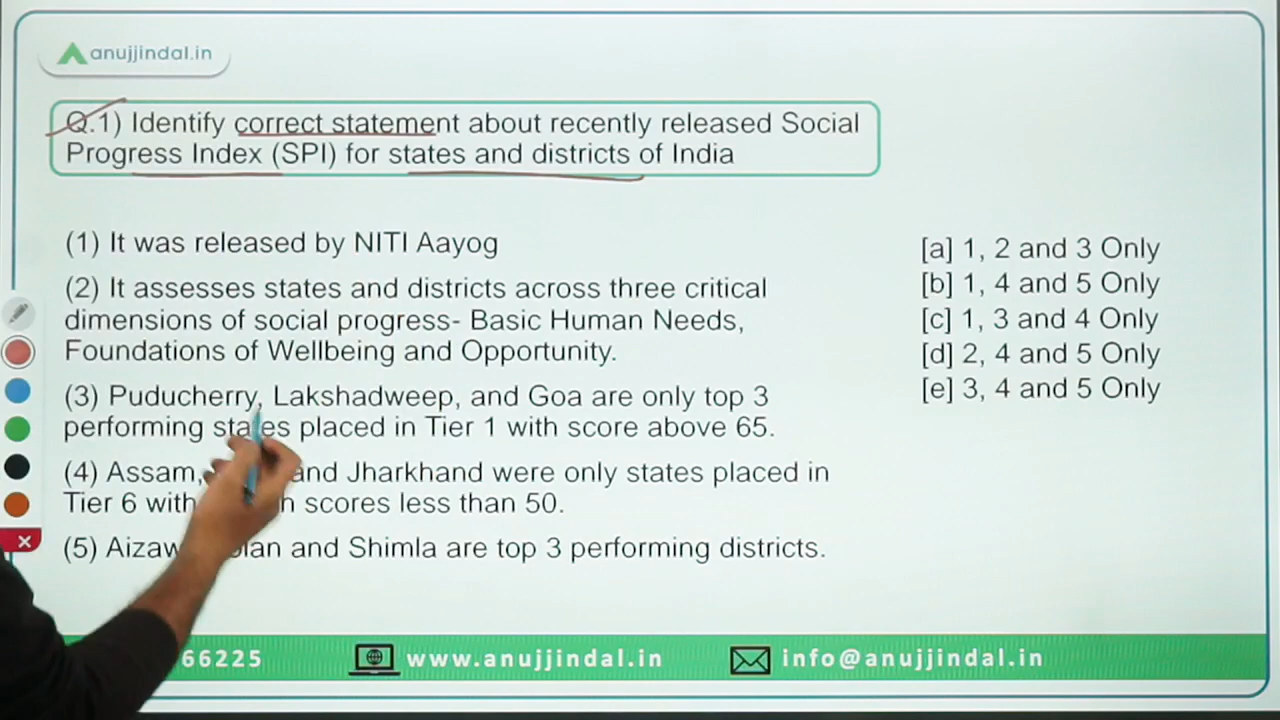 anujjindal.in
Q.1) Identify correct statement about recently released Social
Progress Index (SPI) for states and districts of India
(1) It was released by NITI Aayog
(2) It assesses states and districts across three critical
dimensions of social progress- Basic Human Needs,
Foundations of Wellbeing and Opportunity.
(3) Puducherry, Lakshadweep, and Goa are only top 3
performing states placed in Tier 1 with score above 65.
(4) Assam, and Jharkhand were only states placed in
Tier 6 with scores less than 50.
(5) and Shimla are top 3 performing districts.
[a] 1, 2 and 3 Only
[b] 1, 4 and 5 Only
[c] 1, 3 and 4 Only
[d] 2, 4 and 5 Only
[e] 3, 4 and 5 Only
66225
www.anujjindal.in
info@anujjindal.in